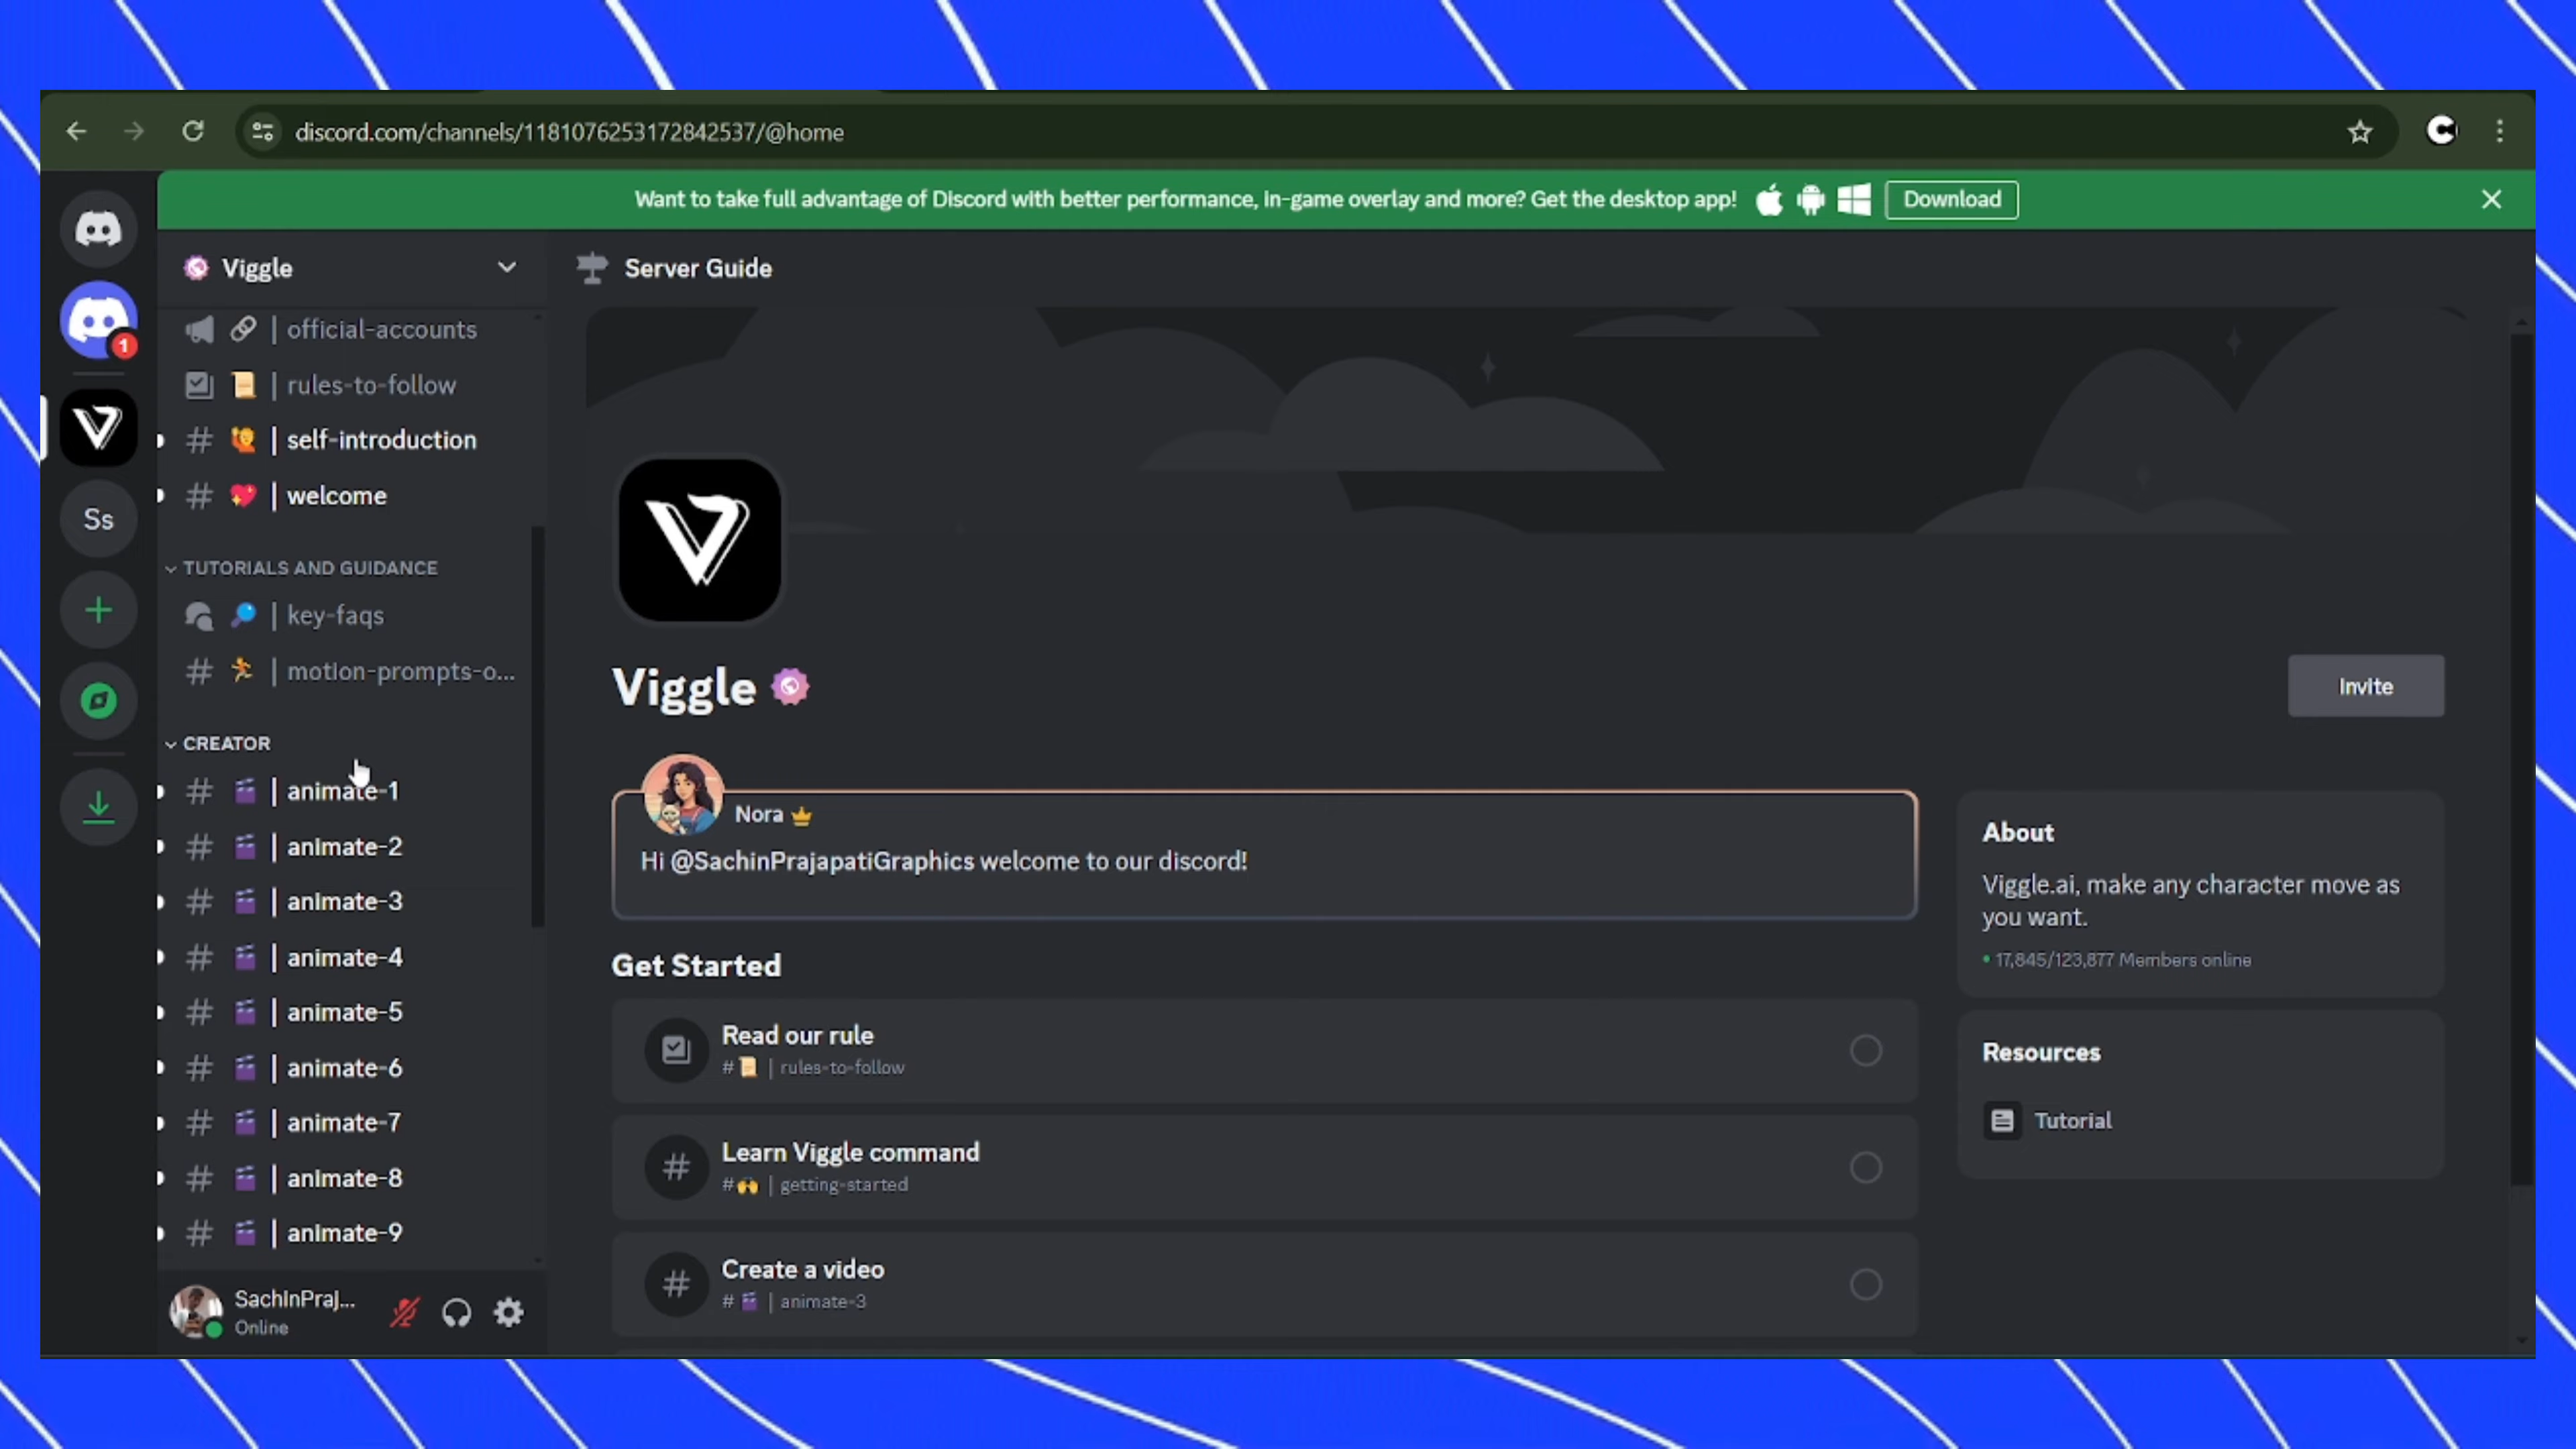 discord.com/channels/1181076253172842537/@home
Want to take full advantage of Discord with better performance, in-game overlay and more? Get the desktop app!
Download
Viggle
Server Guide
1
Ss
| official-accounts
| rules-to-follow
| self-introduction
| welcome
TUTORIALS AND GUIDANCE
| key-faqs
| motion-prompts-o...
CREATOR
| animate-1
| animate-2
| animate-3
| animate-4
| animate-5
| animate-6
| animate-7
| animate-8
| animate-9
SachinPraj...
Online
Viggle
Invite
Nora
Hi @SachinPrajapatiGraphics welcome to our discord!
Get Started
Read our rule
# | rules-to-follow
Learn Viggle command
# | getting-started
Create a video
# | animate-3
About
Viggle.ai, make any character move as
you want.
17,845/123,877 Members online
Resources
Tutorial